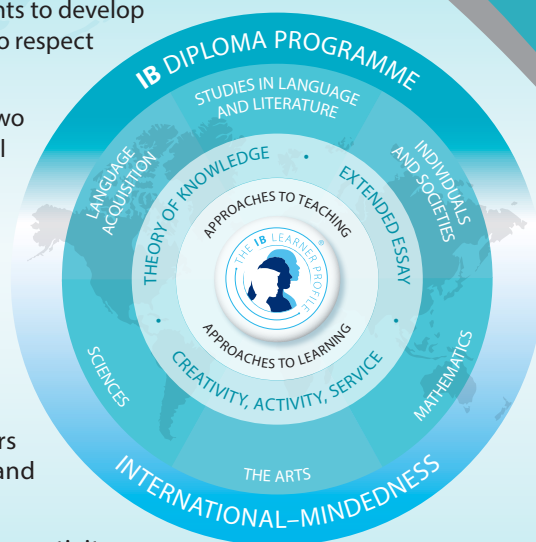 nts to develop
o respect
wo
l
rs
and
IB DIPLOMA PROGRAMME
STUDIES IN LANGUAGE
AND LITERATURE
LANGUAGE
ACQUISITION
INDIVIDUALS
AND SOCIETIES
THEORY OF KNOWLEDGE
EXTENDED ESSAY
APPROACHES TO TEACHING
THE IB LEARNER PROFILE®
APPROACHES TO LEARNING
SCIENCES
CREATIVITY, ACTIVITY, SERVICE
MATHEMATICS
THE ARTS
INTERNATIONAL–MINDEDNESS